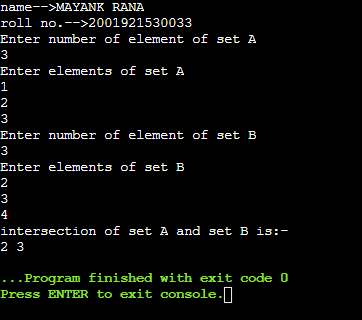 name-->MAYANK RANA
roll no.-->2001921530033
Enter number of element of set A
3
Enter elements of set A
1
2
3
Enter number of element of set B
3
Enter elements of set B
2
3
4
intersection of set A and set B is:-
2 3
...Program finished with exit code 0
Press ENTER to exit console.